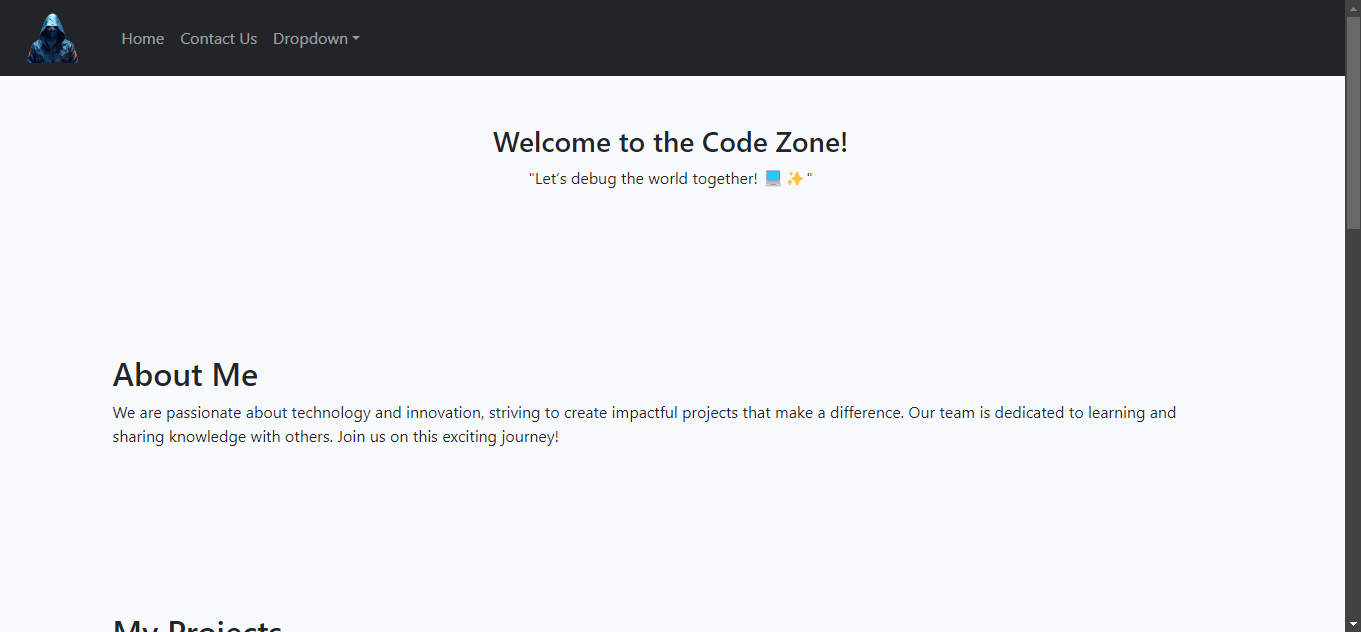 Home Contact Us Dropdown
Welcome to the Code Zone!
"Let’s debug the world together! 💻 ✨ "
About Me
We are passionate about technology and innovation, striving to create impactful projects that make a difference. Our team is dedicated to learning and
sharing knowledge with others. Join us on this exciting journey!
My Projects